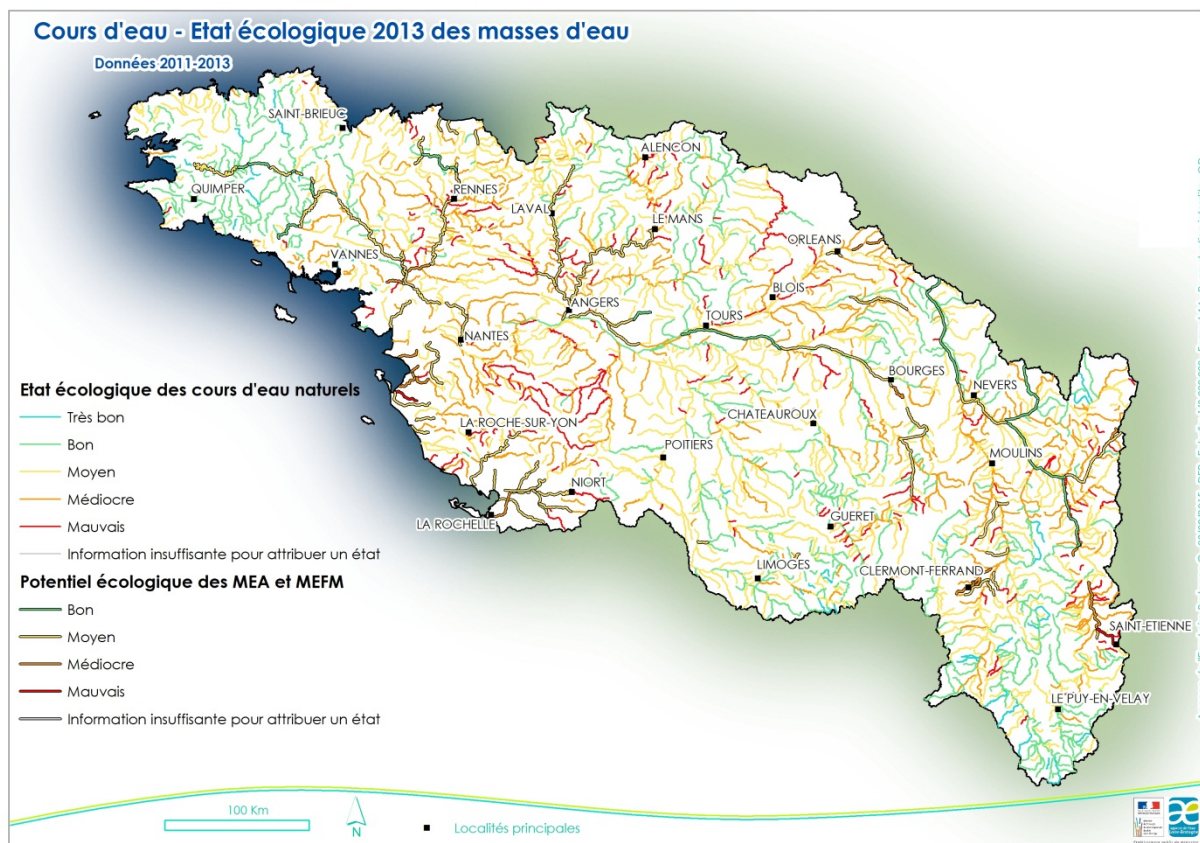 Cours d'eau - Etat écologique 2013 des masses d'eau
Données 2011-2013
SAINT-BRIEUC
ALENCON
QUIMPER
RENNES
LAVAL
LE MANS
ORLEANS
VANNES
BLOIS
ANGERS
TOURS
NANTES
BOURGES
NEVERS
Etat écologique des cours d'eau naturels
Très bon
Bon
Moyen
Médiocre
Mauvais
Information insuffisante pour attribuer un état
CHATEAUROUX
LA ROCHE-SUR-YON
POITIERS
MOULINS
NIORT
LA ROCHELLE
GUERET
LIMOGES
CLERMONT-FERRAND
SAINT-ETIENNE
LE PUY-EN-VELAY
Potentiel écologique des MEA et MEFM
Bon
Moyen
Médiocre
Mauvais
Information insuffisante pour attribuer un état
100 Km
N
Localités principales